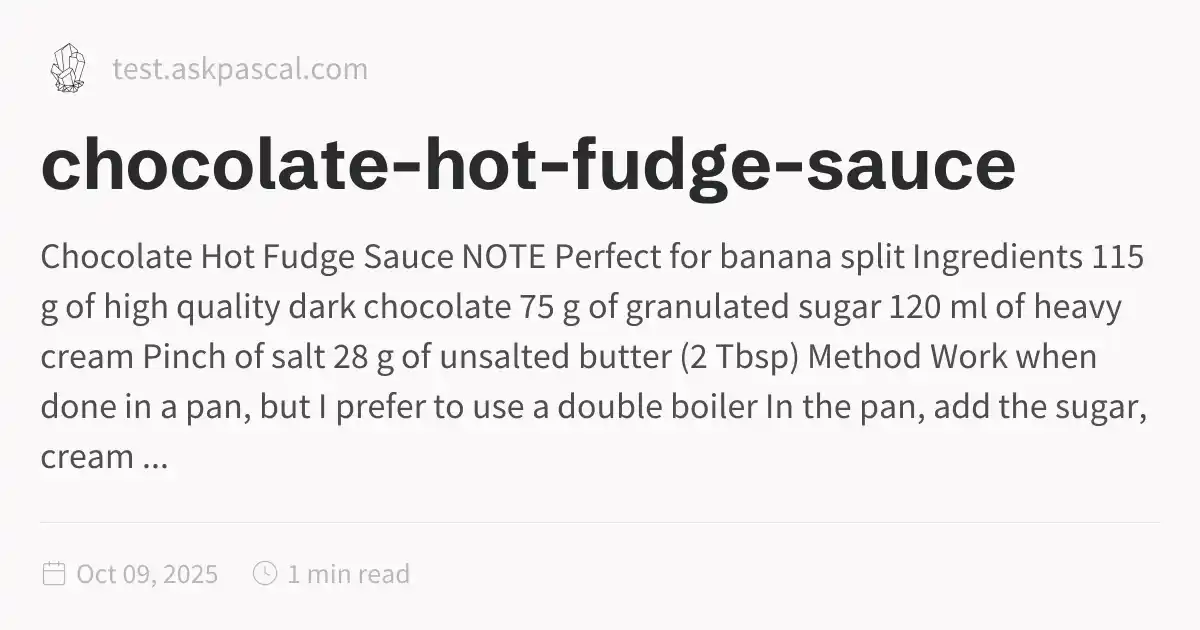 test.askpascal.com
chocolate-hot-fudge-sauce
Chocolate Hot Fudge Sauce NOTE Perfect for banana split Ingredients 115
g of high quality dark chocolate 75 g of granulated sugar 120 ml of heavy
cream Pinch of salt 28 g of unsalted butter (2 Tbsp) Method Work when
done in a pan, but I prefer to use a double boiler In the pan, add the sugar,
cream ...
Oct 09, 2025 1 min read